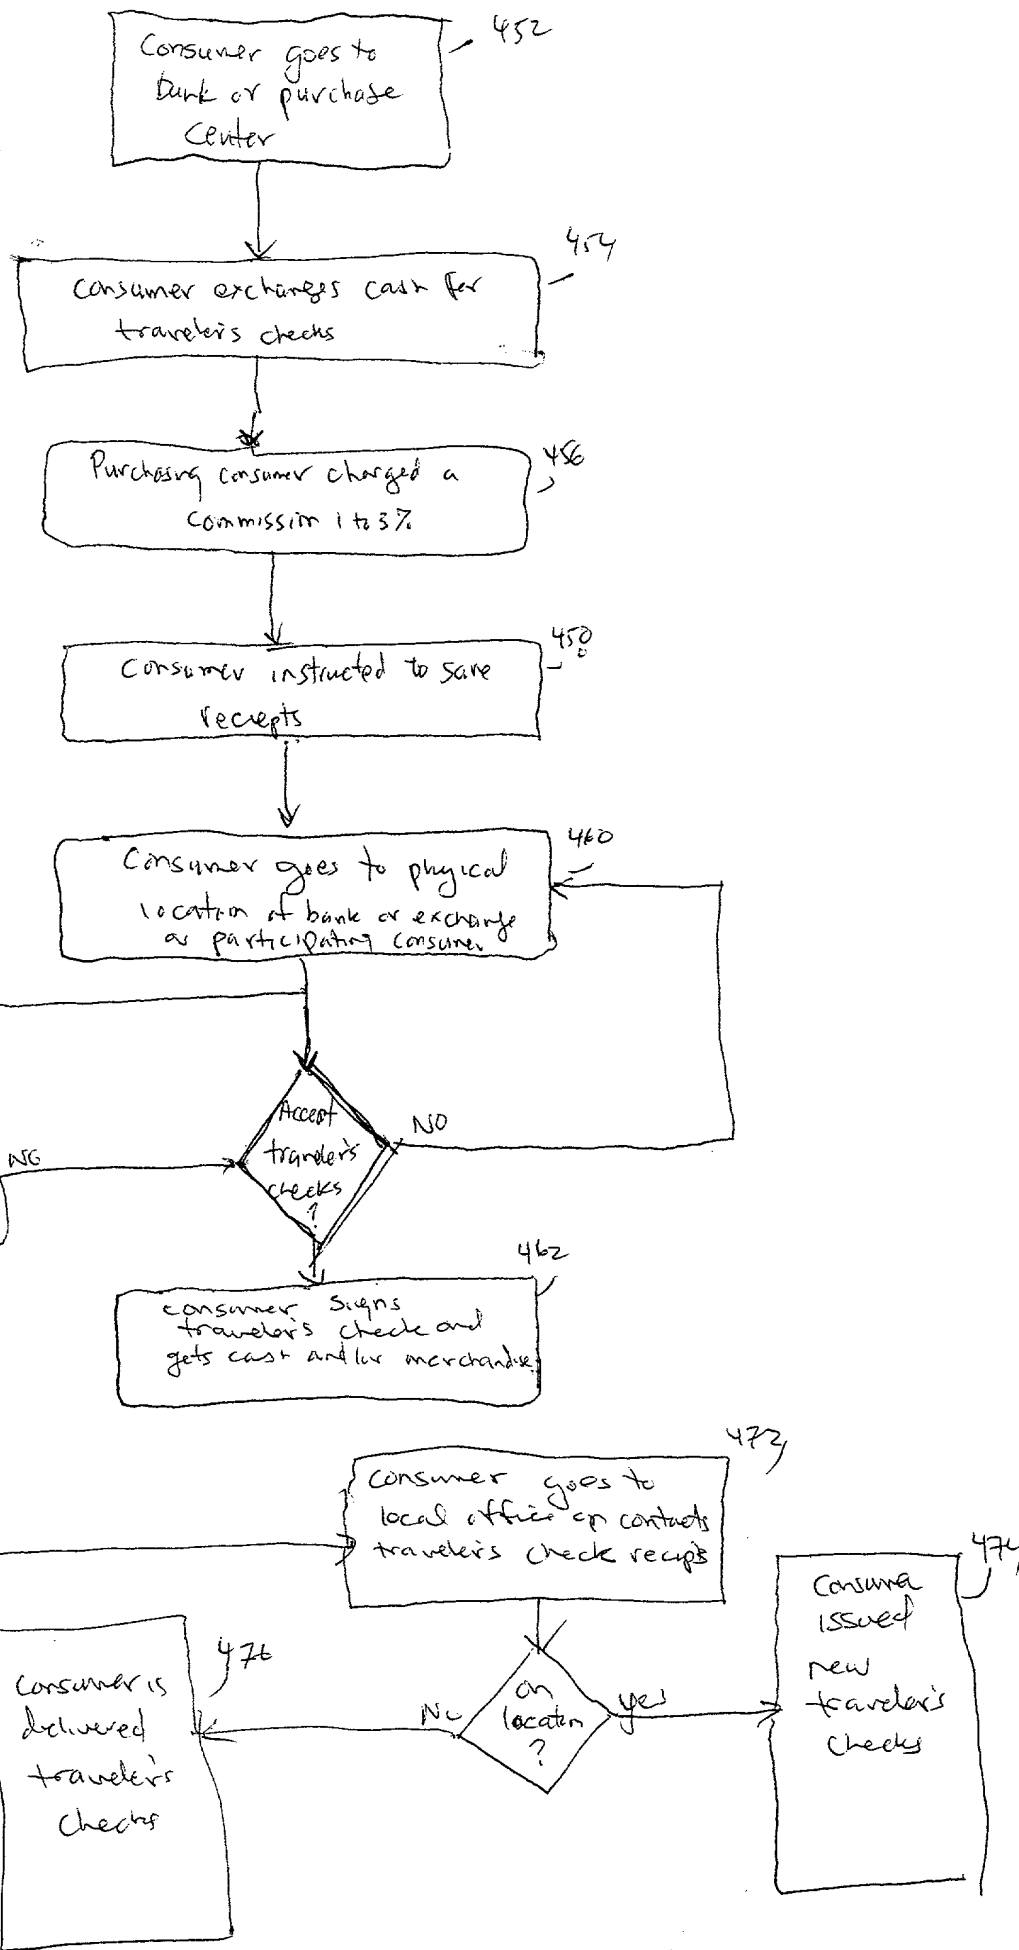 452
Consumer goes to
bank or purchase
center
454
Consumer exchanges cash for
traveler's checks
456
Purchasing consumer charged a
commission 1 to 3%
458
Consumer instructed to save
reciepts
460
Consumer goes to physical
location of bank or exchange
or participating consumer
Accept
traveler's
checks
?
NO
NO
462
consumer signs
traveler's check and
gets cash and/or merchandise
472
Consumer goes to
local office or contacts
traveler's check
474
Consumer
issued
new
traveler's
checks
476
Consumer is
delivered
traveler's
checks
No
on
location
?
yes